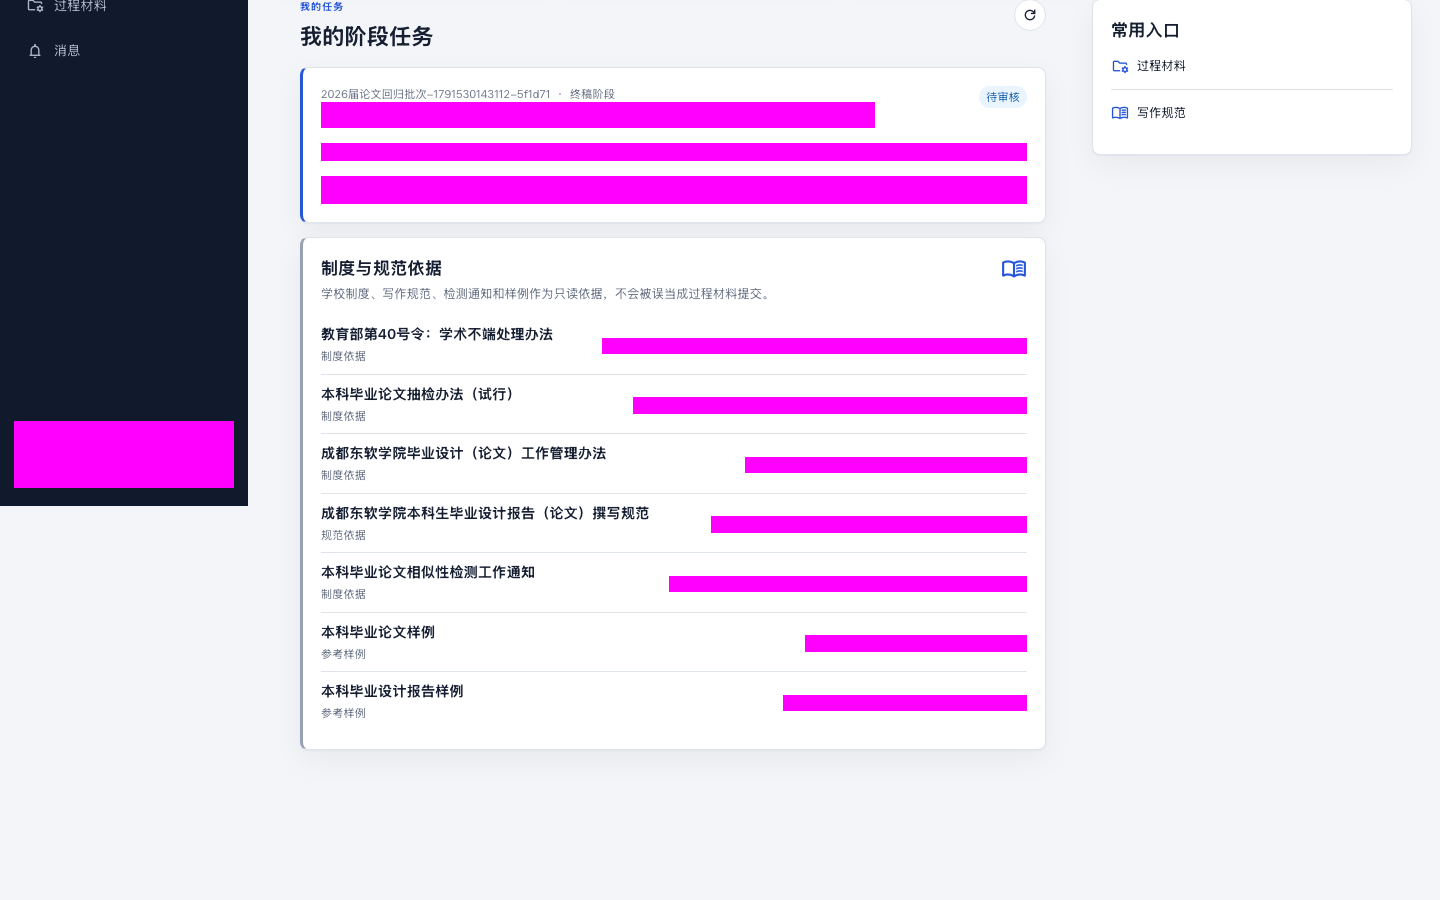 过程材料
消息
我的任务
我的阶段任务
2026届论文回归批次-1791530143112-5f1d71 · 终稿阶段
待审核
制度与规范依据
学校制度、写作规范、检测通知和样例作为只读依据，不会被误当成过程材料提交。
教育部第40号令：学术不端处理办法
制度依据
本科毕业论文抽检办法（试行）
制度依据
成都东软学院毕业设计（论文）工作管理办法
制度依据
成都东软学院本科生毕业设计报告（论文）撰写规范
规范依据
本科毕业论文相似性检测工作通知
制度依据
本科毕业论文样例
参考样例
本科毕业设计报告样例
参考样例
常用入口
过程材料
写作规范